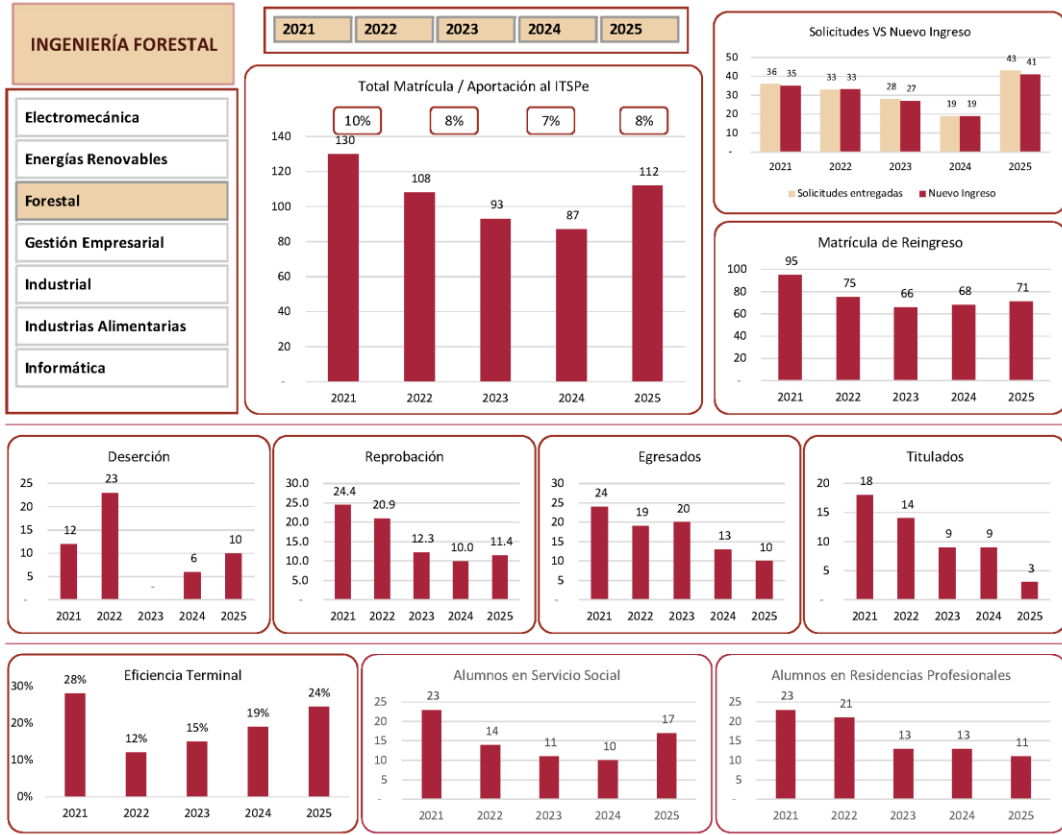 INGENIERÍA FORESTAL
2021 2022 2023 2024 2025
Electromecánica
Energías Renovables
Forestal
Gestión Empresarial
Industrial
Industrias Alimentarias
Informática
Total Matrícula / Aportación al ITSPe
10% 8% 7% 8%
140
120
100
80
60
40
20
-
130 108 93 87 112
2021 2022 2023 2024 2025
Solicitudes VS Nuevo Ingreso
50
40
30
20
10
-
36 35 33 33 28 27 19 19 43 41
2021 2022 2023 2024 2025
Solicitudes entregadas Nuevo Ingreso
Matrícula de Reingreso
100
80
60
40
20
-
95 75 66 68 71
2021 2022 2023 2024 2025
Deserción
25
20
15
10
5
-
12 23 - 6 10
2021 2022 2023 2024 2025
Reprobación
30.0
25.0
20.0
15.0
10.0
5.0
-
24.4 20.9 12.3 10.0 11.4
2021 2022 2023 2024 2025
Egresados
30
25
20
15
10
5
-
24 19 20 13 10
2021 2022 2023 2024 2025
Titulados
20
15
10
5
-
18 14 9 9 3
2021 2022 2023 2024 2025
Eficiencia Terminal
30%
20%
10%
0%
28% 12% 15% 19% 24%
2021 2022 2023 2024 2025
Alumnos en Servicio Social
25
20
15
10
5
-
23 14 11 10 17
2021 2022 2023 2024 2025
Alumnos en Residencias Profesionales
25
20
15
10
5
-
23 21 13 13 11
2021 2022 2023 2024 2025